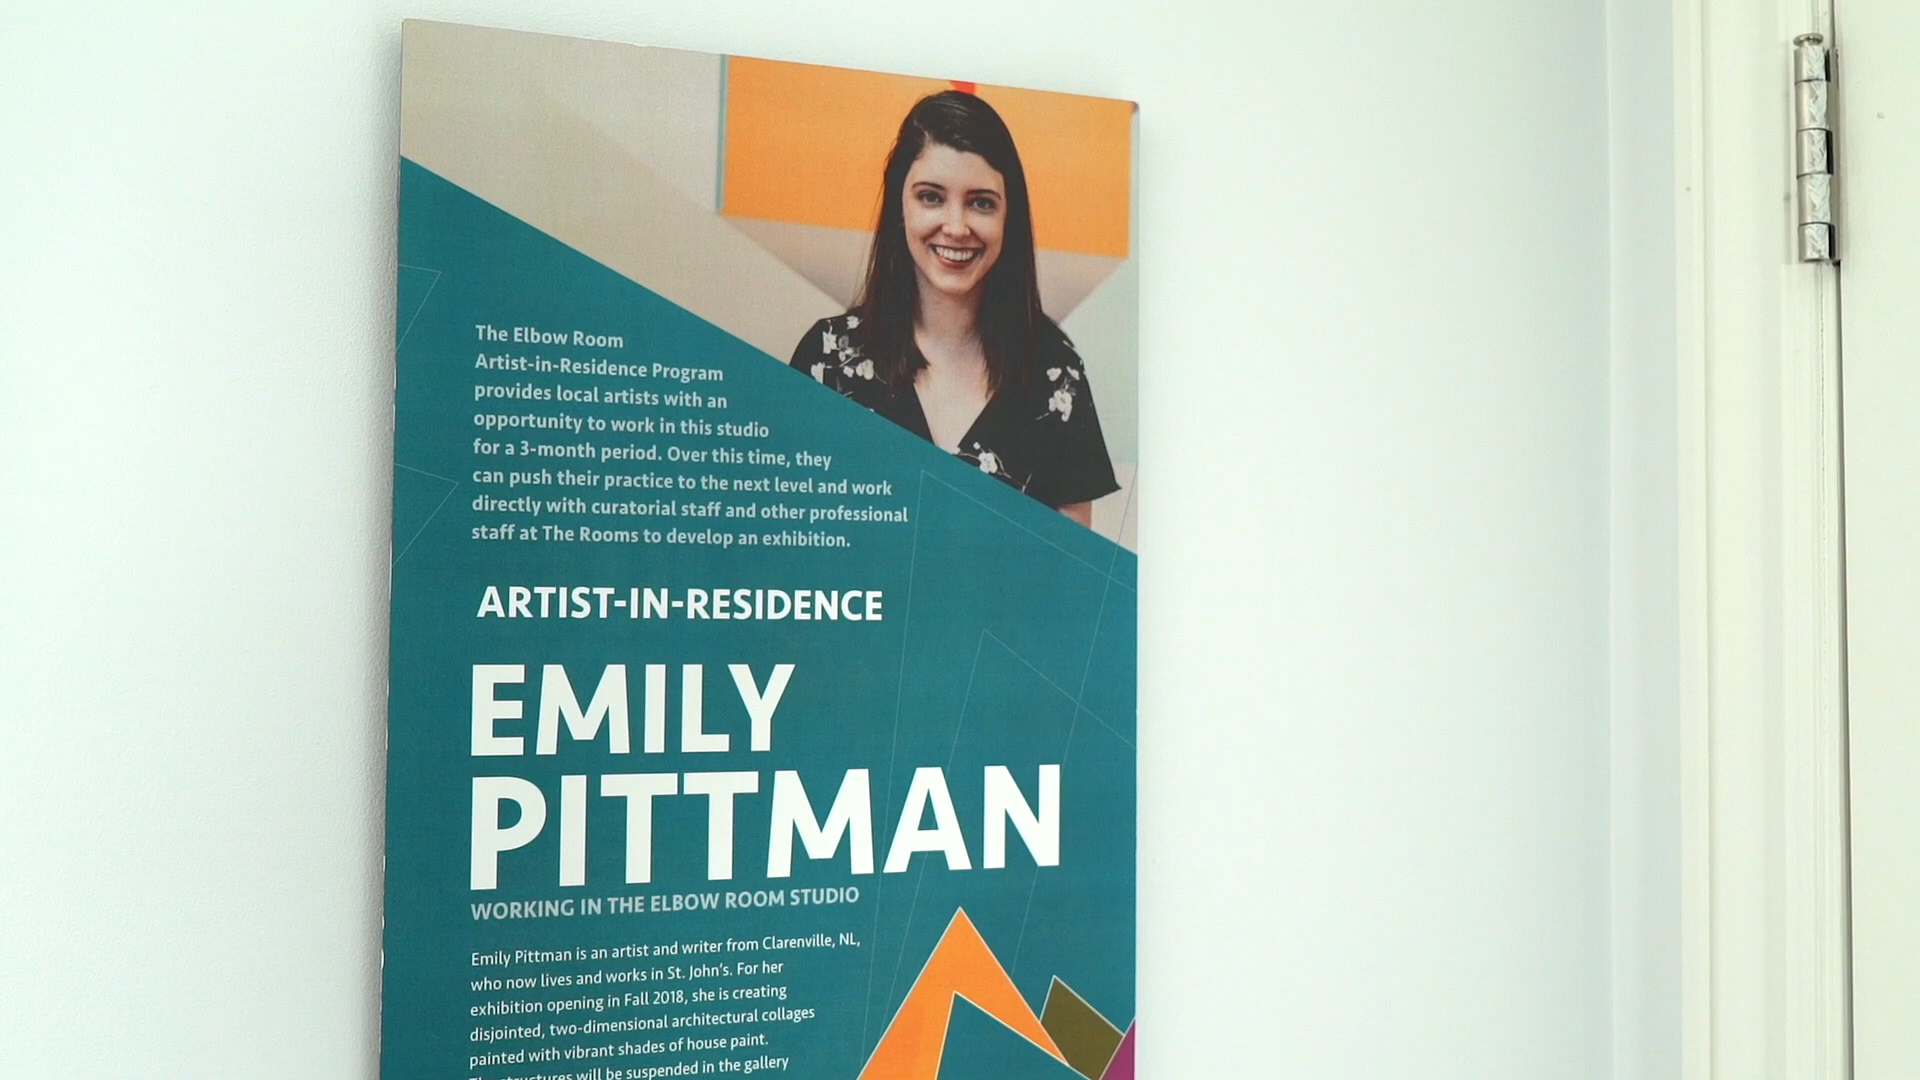 The Elbow Room
Artist-in-Residence Program
provides local artists with an
opportunity to work in this studio
for a 3-month period. Over this time, they
can push their practice to the next level and work
directly with curatorial staff and other professional
staff at The Rooms to develop an exhibition.
ARTIST-IN-RESIDENCE
EMILY
PITTMAN
WORKING IN THE ELBOW ROOM STUDIO
Emily Pittman is an artist and writer from Clarenville, NL,
who now lives and works in St. John's. For her
exhibition opening in Fall 2018, she is creating
disjointed, two-dimensional architectural collages
painted with vibrant shades of house paint.
structures will be suspended in the gallery